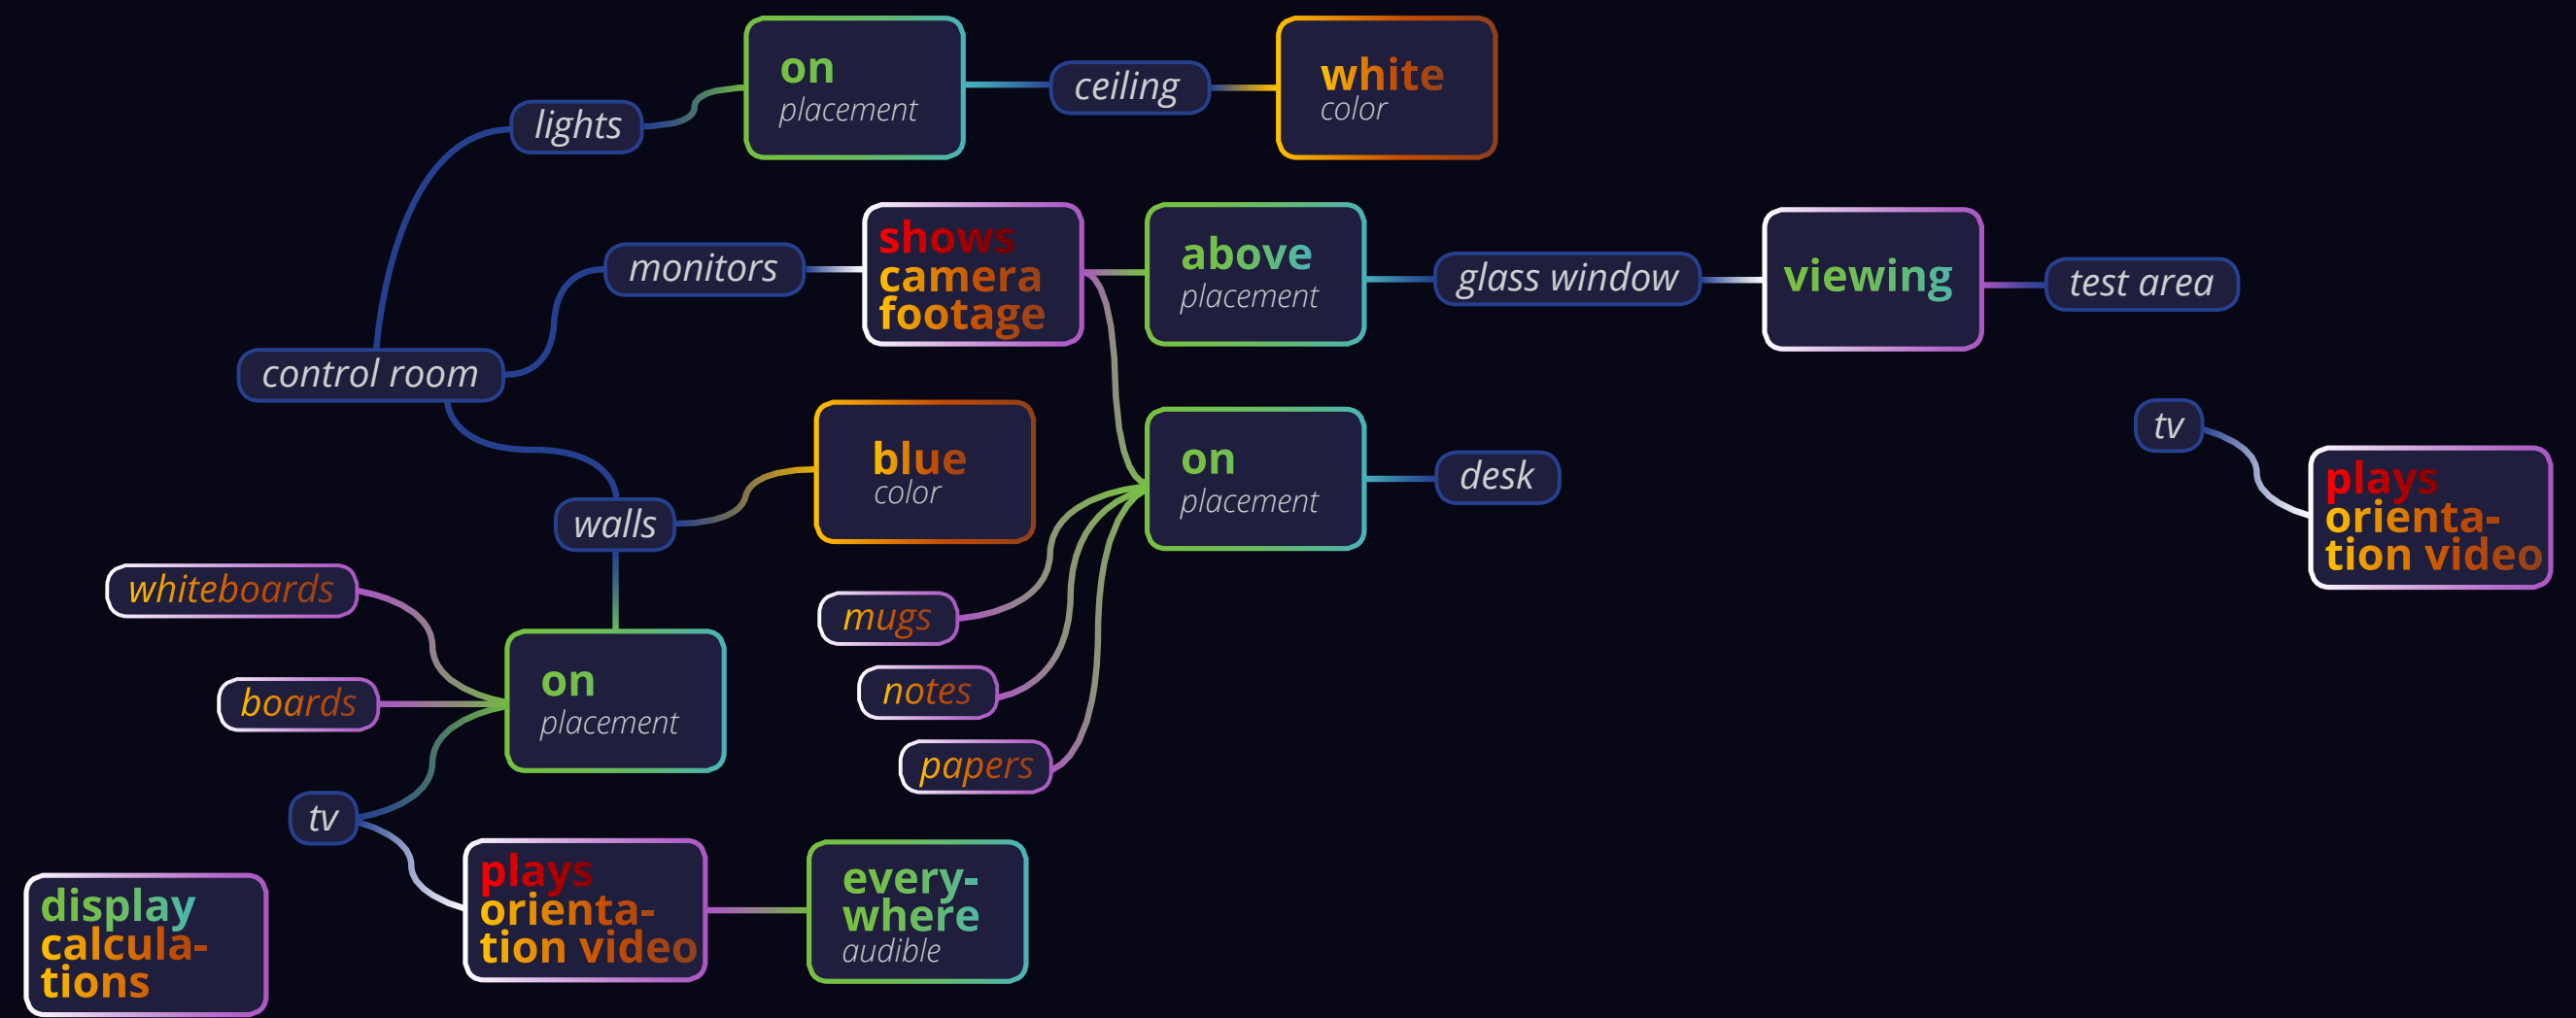 on
placement
ceiling
white
color
lights
shows
camera
footage
above
placement
glass window
viewing
test area
monitors
control room
blue
color
on
placement
desk
tv
plays
orienta-
tion video
walls
whiteboards
mugs
boards
on
placement
notes
papers
tv
plays
orienta-
tion video
every-
where
audible
display
calcula-
tions